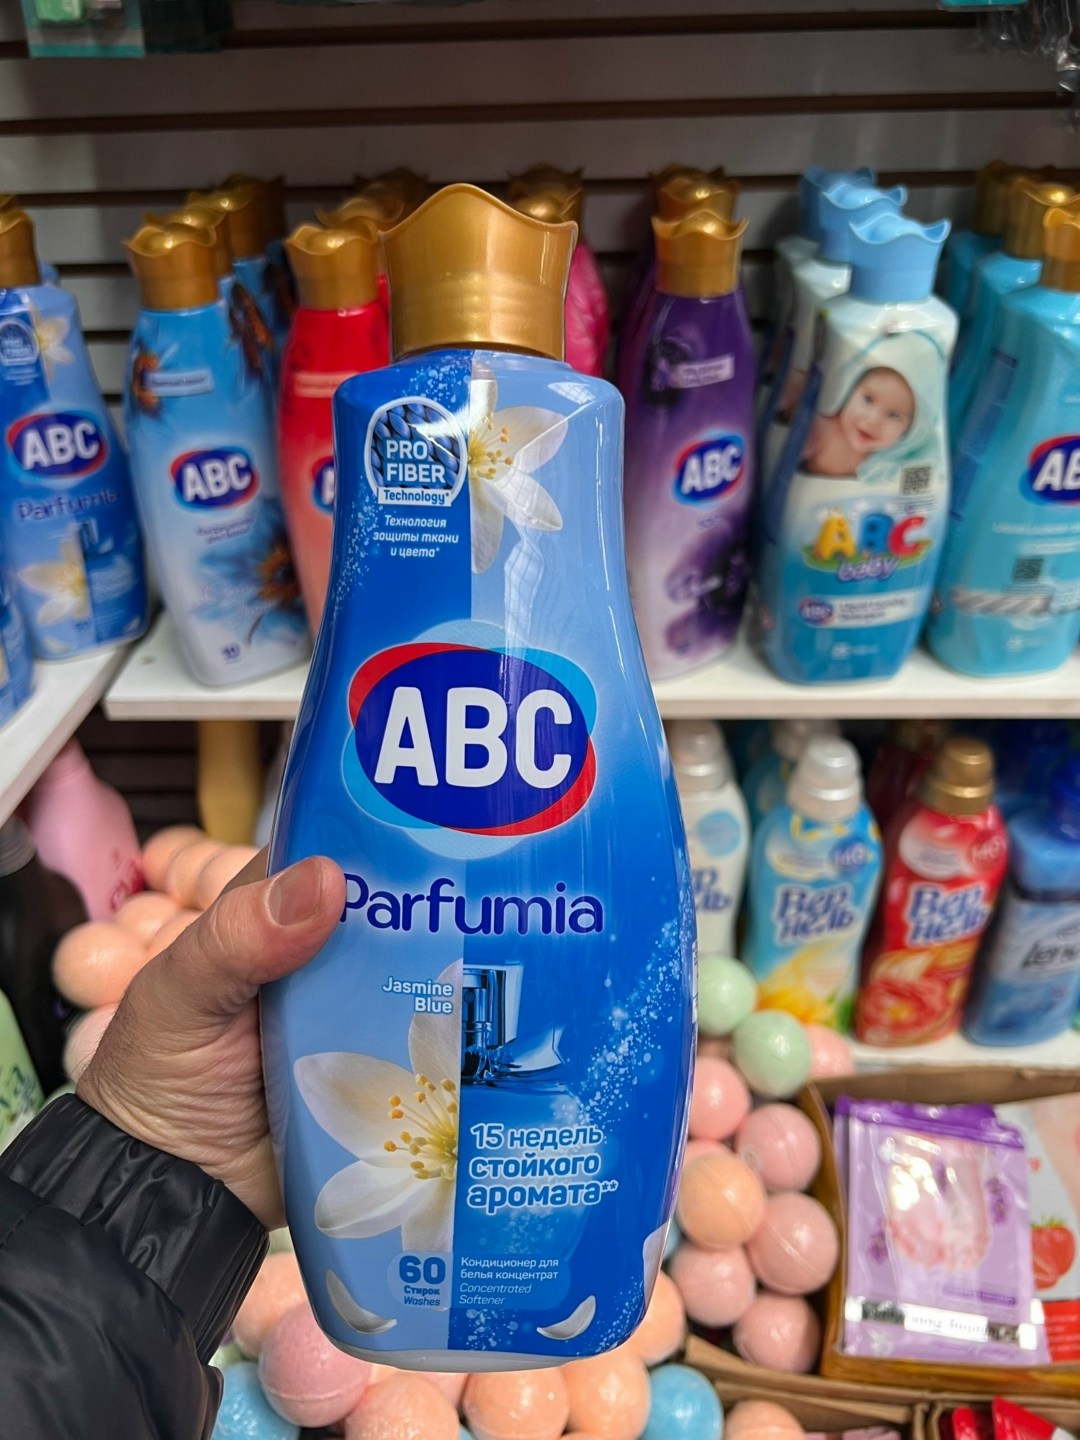 PRO
FIBER
Technology*
Технология
защиты ткани
и цвета*
ABC
Parfumia
Jasmine
Blue
15 недель
стойкого
аромата**
60
Стирок
Washes
Кондиционер для
Белья концентрат
Concentrated
Softener
ABC
Parfumia
ABC
ABC
ABC
baby
ABC
Вер
нель
Вер
нель